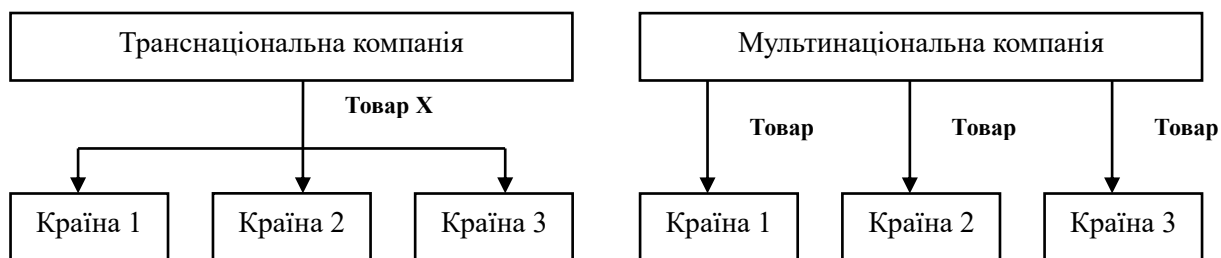 Транснаціональна компанія
Мультинаціональна компанія
Товар X
Товар
Товар
Товар
Країна 1
Країна 2
Країна 3
Країна 1
Країна 2
Країна 3